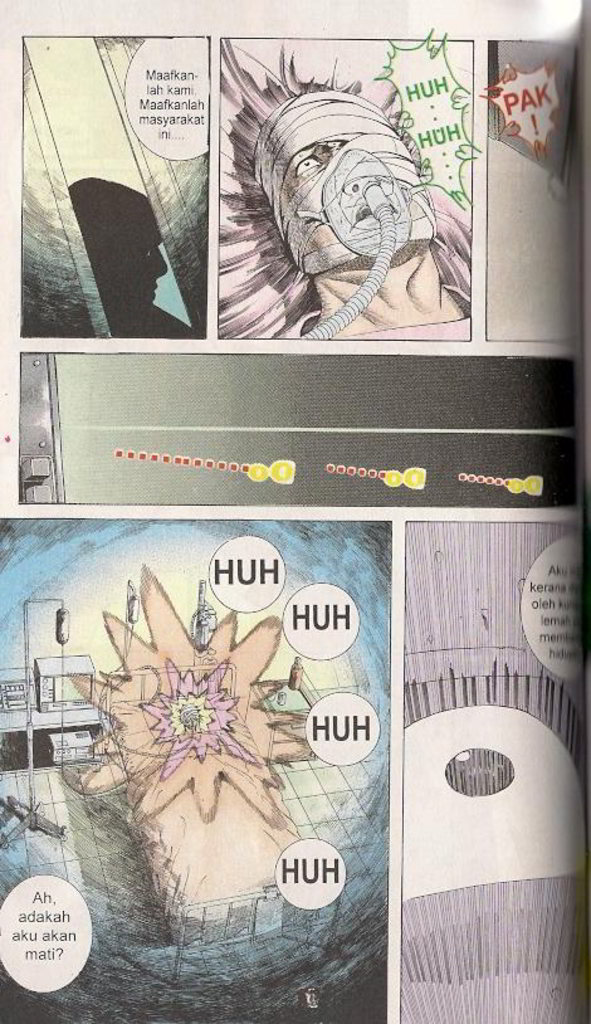 Maafkan-
lah kami.
Maafkanlah
masyarakat
ini....
HUH
:
HUH
:
PAK
!
HUH
HUH
HUH
HUH
Ah,
adakah
aku akan
mati?
Aku
kerana
oleh
lemah